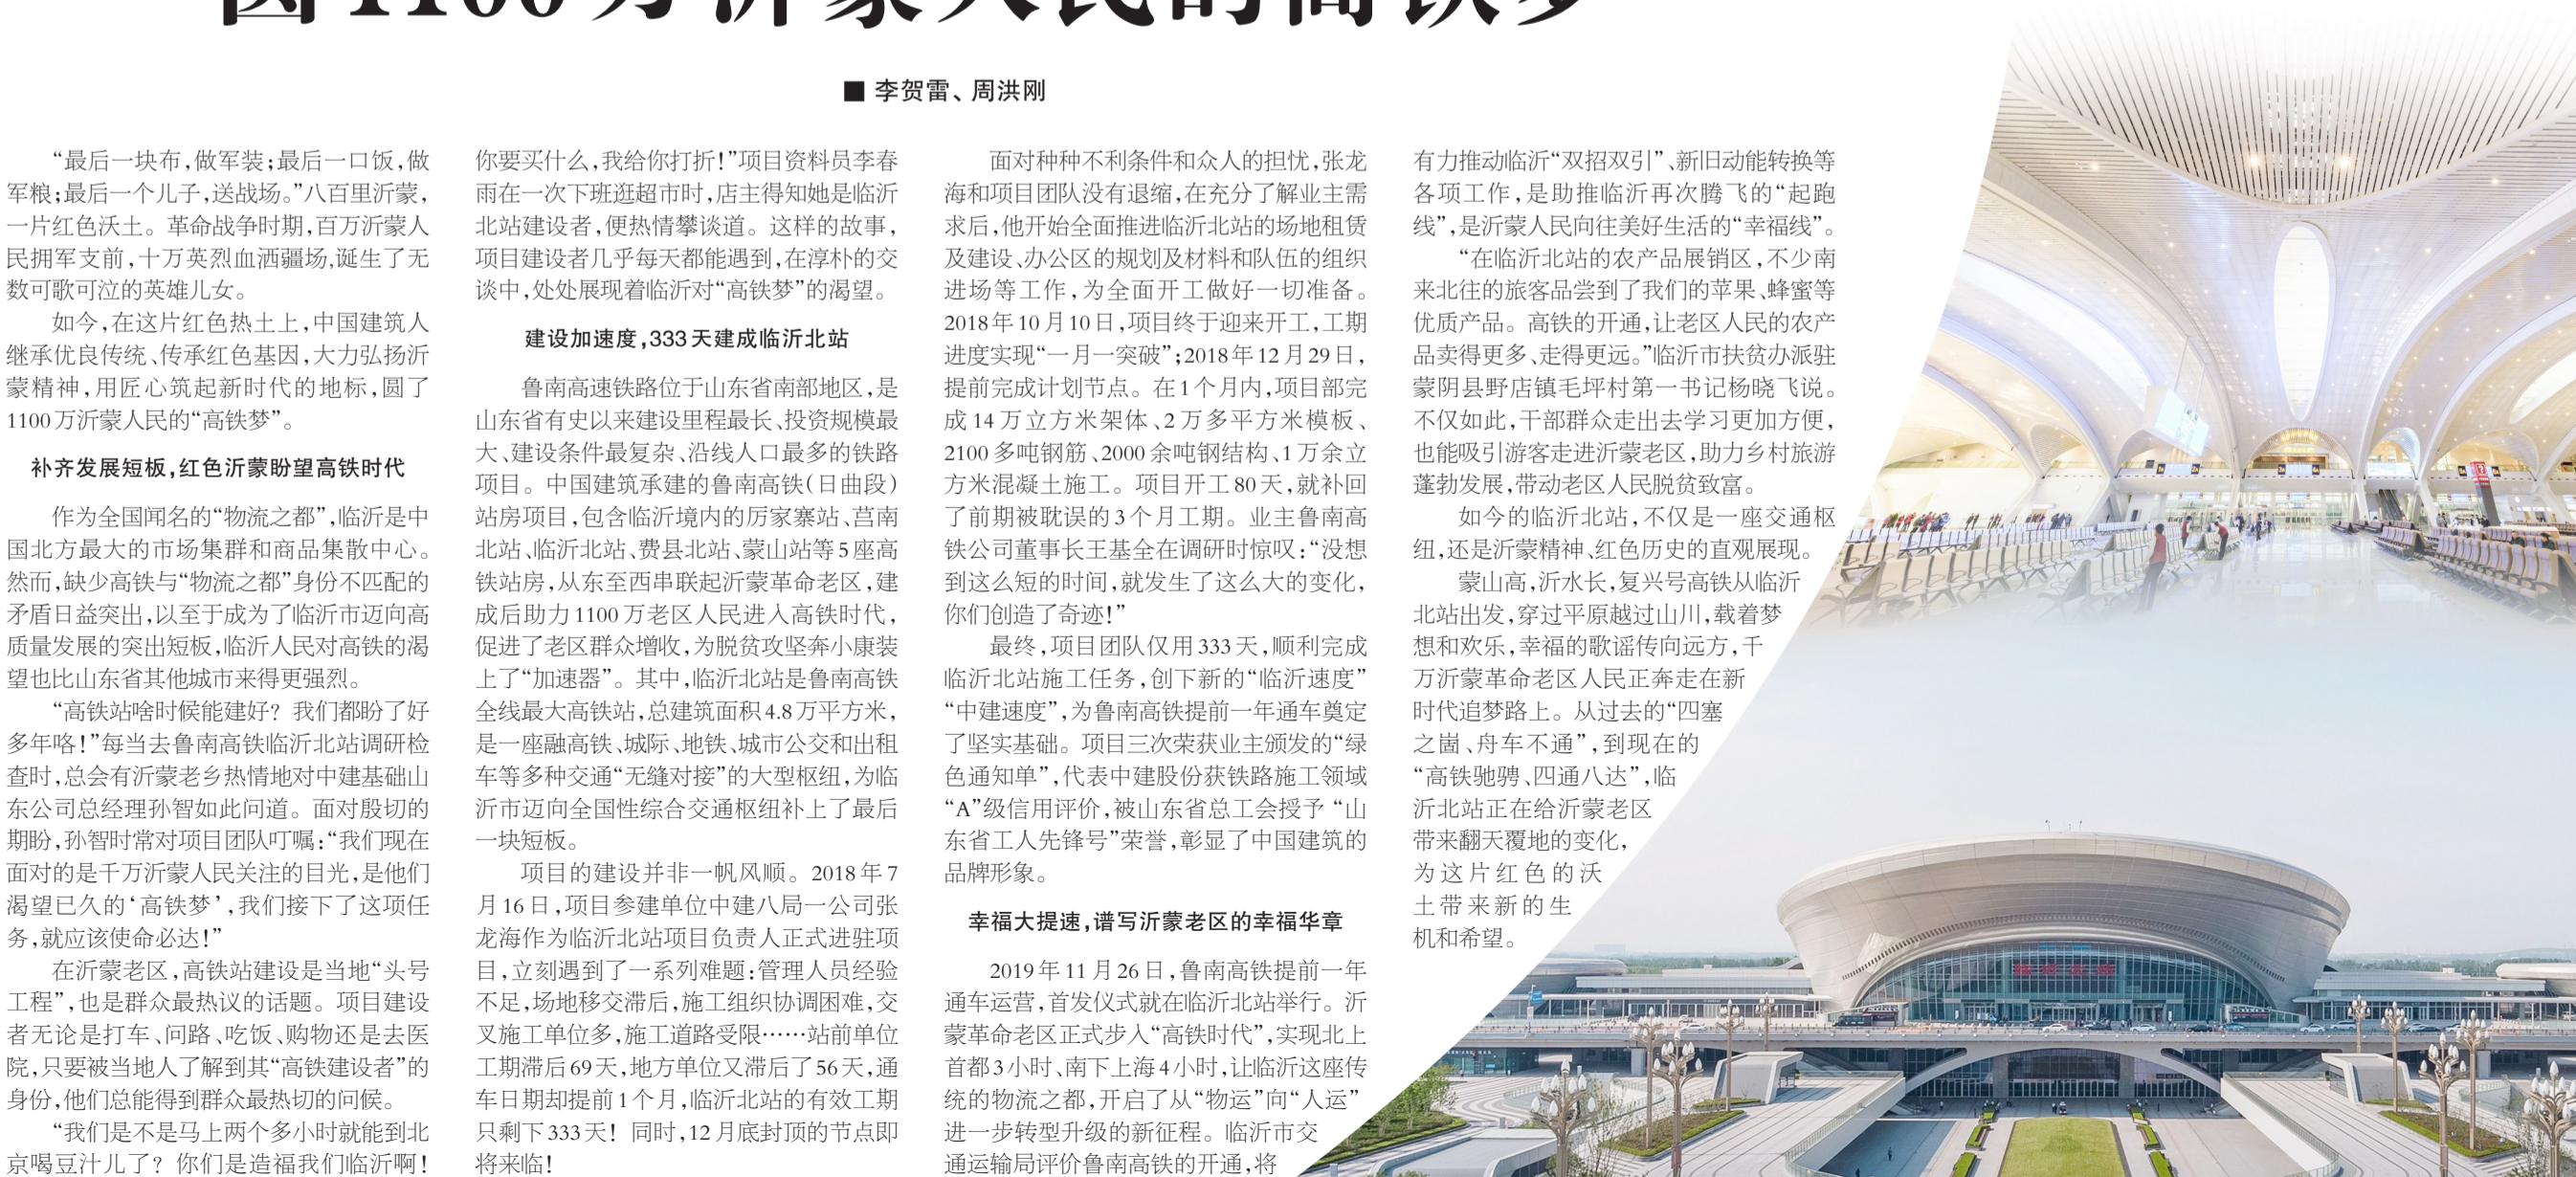 圆1100万沂蒙人民的高铁梦
■ 李贺雷、周洪刚
“最后一块布,做军装;最后一口饭,做
军粮;最后一个儿子,送战场。”八百里沂蒙,
一片红色沃土。革命战争时期,百万沂蒙人
民拥军支前,十万英烈血洒疆场,诞生了无
数可歌可泣的英雄儿女。
如今,在这片红色热土上,中国建筑人
继承优良传统、传承红色基因,大力弘扬沂
蒙精神,用匠心筑起新时代的地标,圆了
1100万沂蒙人民的“高铁梦”。
补齐发展短板,红色沂蒙盼望高铁时代
作为全国闻名的“物流之都”,临沂是中
国北方最大的市场集群和商品集散中心。
然而,缺少高铁与“物流之都”身份不匹配的
矛盾日益突出,以至于成为了临沂市迈向高
质量发展的突出短板,临沂人民对高铁的渴
望也比山东省其他城市来得更强烈。
“高铁站啥时候能建好？我们都盼了好
多年咯!”每当去鲁南高铁临沂北站调研检
查时,总会有沂蒙老乡热情地对中建基础山
东公司总经理孙智如此问道。面对殷切的
期盼,孙智时常对项目团队叮嘱:“我们现在
面对的是千万沂蒙人民关注的目光,是他们
渴望已久的‘高铁梦’,我们接下了这项任
务,就应该使命必达!”
在沂蒙老区,高铁站建设是当地“头号
工程”,也是群众最热议的话题。项目建设
者无论是打车、问路、吃饭、购物还是去医
院,只要被当地人了解到其“高铁建设者”的
身份,他们总能得到群众最热切的问候。
“我们是不是马上两个多小时就能到北
京喝豆汁儿了？你们是造福我们临沂啊!
你要买什么,我给你打折!”项目资料员李春
雨在一次下班逛超市时,店主得知她是临沂
北站建设者,便热情攀谈道。这样的故事,
项目建设者几乎每天都能遇到,在淳朴的交
谈中,处处展现着临沂对“高铁梦”的渴望。
建设加速度,333天建成临沂北站
鲁南高速铁路位于山东省南部地区,是
山东省有史以来建设里程最长、投资规模最
大、建设条件最复杂、沿线人口最多的铁路
项目。中国建筑承建的鲁南高铁(日曲段)
站房项目,包含临沂境内的厉家寨站、莒南
北站、临沂北站、费县北站、蒙山站等5座高
铁站房,从东至西串联起沂蒙革命老区,建
成后助力1100万老区人民进入高铁时代,
促进了老区群众增收,为脱贫攻坚奔小康装
上了“加速器”。其中,临沂北站是鲁南高铁
全线最大高铁站,总建筑面积4.8万平方米,
是一座融高铁、城际、地铁、城市公交和出租
车等多种交通“无缝对接”的大型枢纽,为临
沂市迈向全国性综合交通枢纽补上了最后
一块短板。
项目的建设并非一帆风顺。2018年7
月16日,项目参建单位中建八局一公司张
龙海作为临沂北站项目负责人正式进驻项
目,立刻遇到了一系列难题:管理人员经验
不足,场地移交滞后,施工组织协调困难,交
叉施工单位多,施工道路受限……站前单位
工期滞后69天,地方单位又滞后了56天,通
车日期却提前1个月,临沂北站的有效工期
只剩下333天!同时,12月底封顶的节点即
将来临!
面对种种不利条件和众人的担忧,张龙
海和项目团队没有退缩,在充分了解业主需
求后,他开始全面推进临沂北站的场地租赁
及建设、办公区的规划及材料和队伍的组织
进场等工作,为全面开工做好一切准备。
2018年10月10日,项目终于迎来开工,工期
进度实现“一月一突破”;2018年12月29日,
提前完成计划节点。在1个月内,项目部完
成14万立方米架体、2万多平方米模板、
2100多吨钢筋、2000余吨钢结构、1万余立
方米混凝土施工。项目开工80天,就补回
了前期被耽误的3个月工期。业主鲁南高
铁公司董事长王基全在调研时惊叹:“没想
到这么短的时间,就发生了这么大的变化,
你们创造了奇迹!”
最终,项目团队仅用333天,顺利完成
临沂北站施工任务,创下新的“临沂速度”
“中建速度”,为鲁南高铁提前一年通车奠定
了坚实基础。项目三次荣获业主颁发的“绿
色通知单”,代表中建股份获铁路施工领域
“A”级信用评价,被山东省总工会授予“山
东省工人先锋号”荣誉,彰显了中国建筑的
品牌形象。
幸福大提速,谱写沂蒙老区的幸福华章
2019年11月26日,鲁南高铁提前一年
通车运营,首发仪式就在临沂北站举行。沂
蒙革命老区正式步入“高铁时代”,实现北上
首都3小时、南下上海4小时,让临沂这座传
统的物流之都,开启了从“物运”向“人运”
进一步转型升级的新征程。临沂市交
通运输局评价鲁南高铁的开通,将
有力推动临沂“双招双引”、新旧动能转换等
各项工作,是助推临沂再次腾飞的“起跑
线”,是沂蒙人民向往美好生活的“幸福线”。
“在临沂北站的农产品展销区,不少南
来北往的旅客品尝到了我们的苹果、蜂蜜等
优质产品。高铁的开通,让老区人民的农产
品卖得更多、走得更远。”临沂市扶贫办派驻
蒙阴县野店镇毛坪村第一书记杨晓飞说。
不仅如此,干部群众走出去学习更加方便,
也能吸引游客走进沂蒙老区,助力乡村旅游
蓬勃发展,带动老区人民脱贫致富。
如今的临沂北站,不仅是一座交通枢
纽,还是沂蒙精神、红色历史的直观展现。
蒙山高,沂水长,复兴号高铁从临沂
北站出发,穿过平原越过山川,载着梦
想和欢乐,幸福的歌谣传向远方,千
万沂蒙革命老区人民正奔走在新
时代追梦路上。从过去的“四塞
之崮、舟车不通”,到现在的
“高铁驰骋、四通八达”,临
沂北站正在给沂蒙老区
带来翻天覆地的变化,
为这片红色的沃
土带来新的生
机和希望。